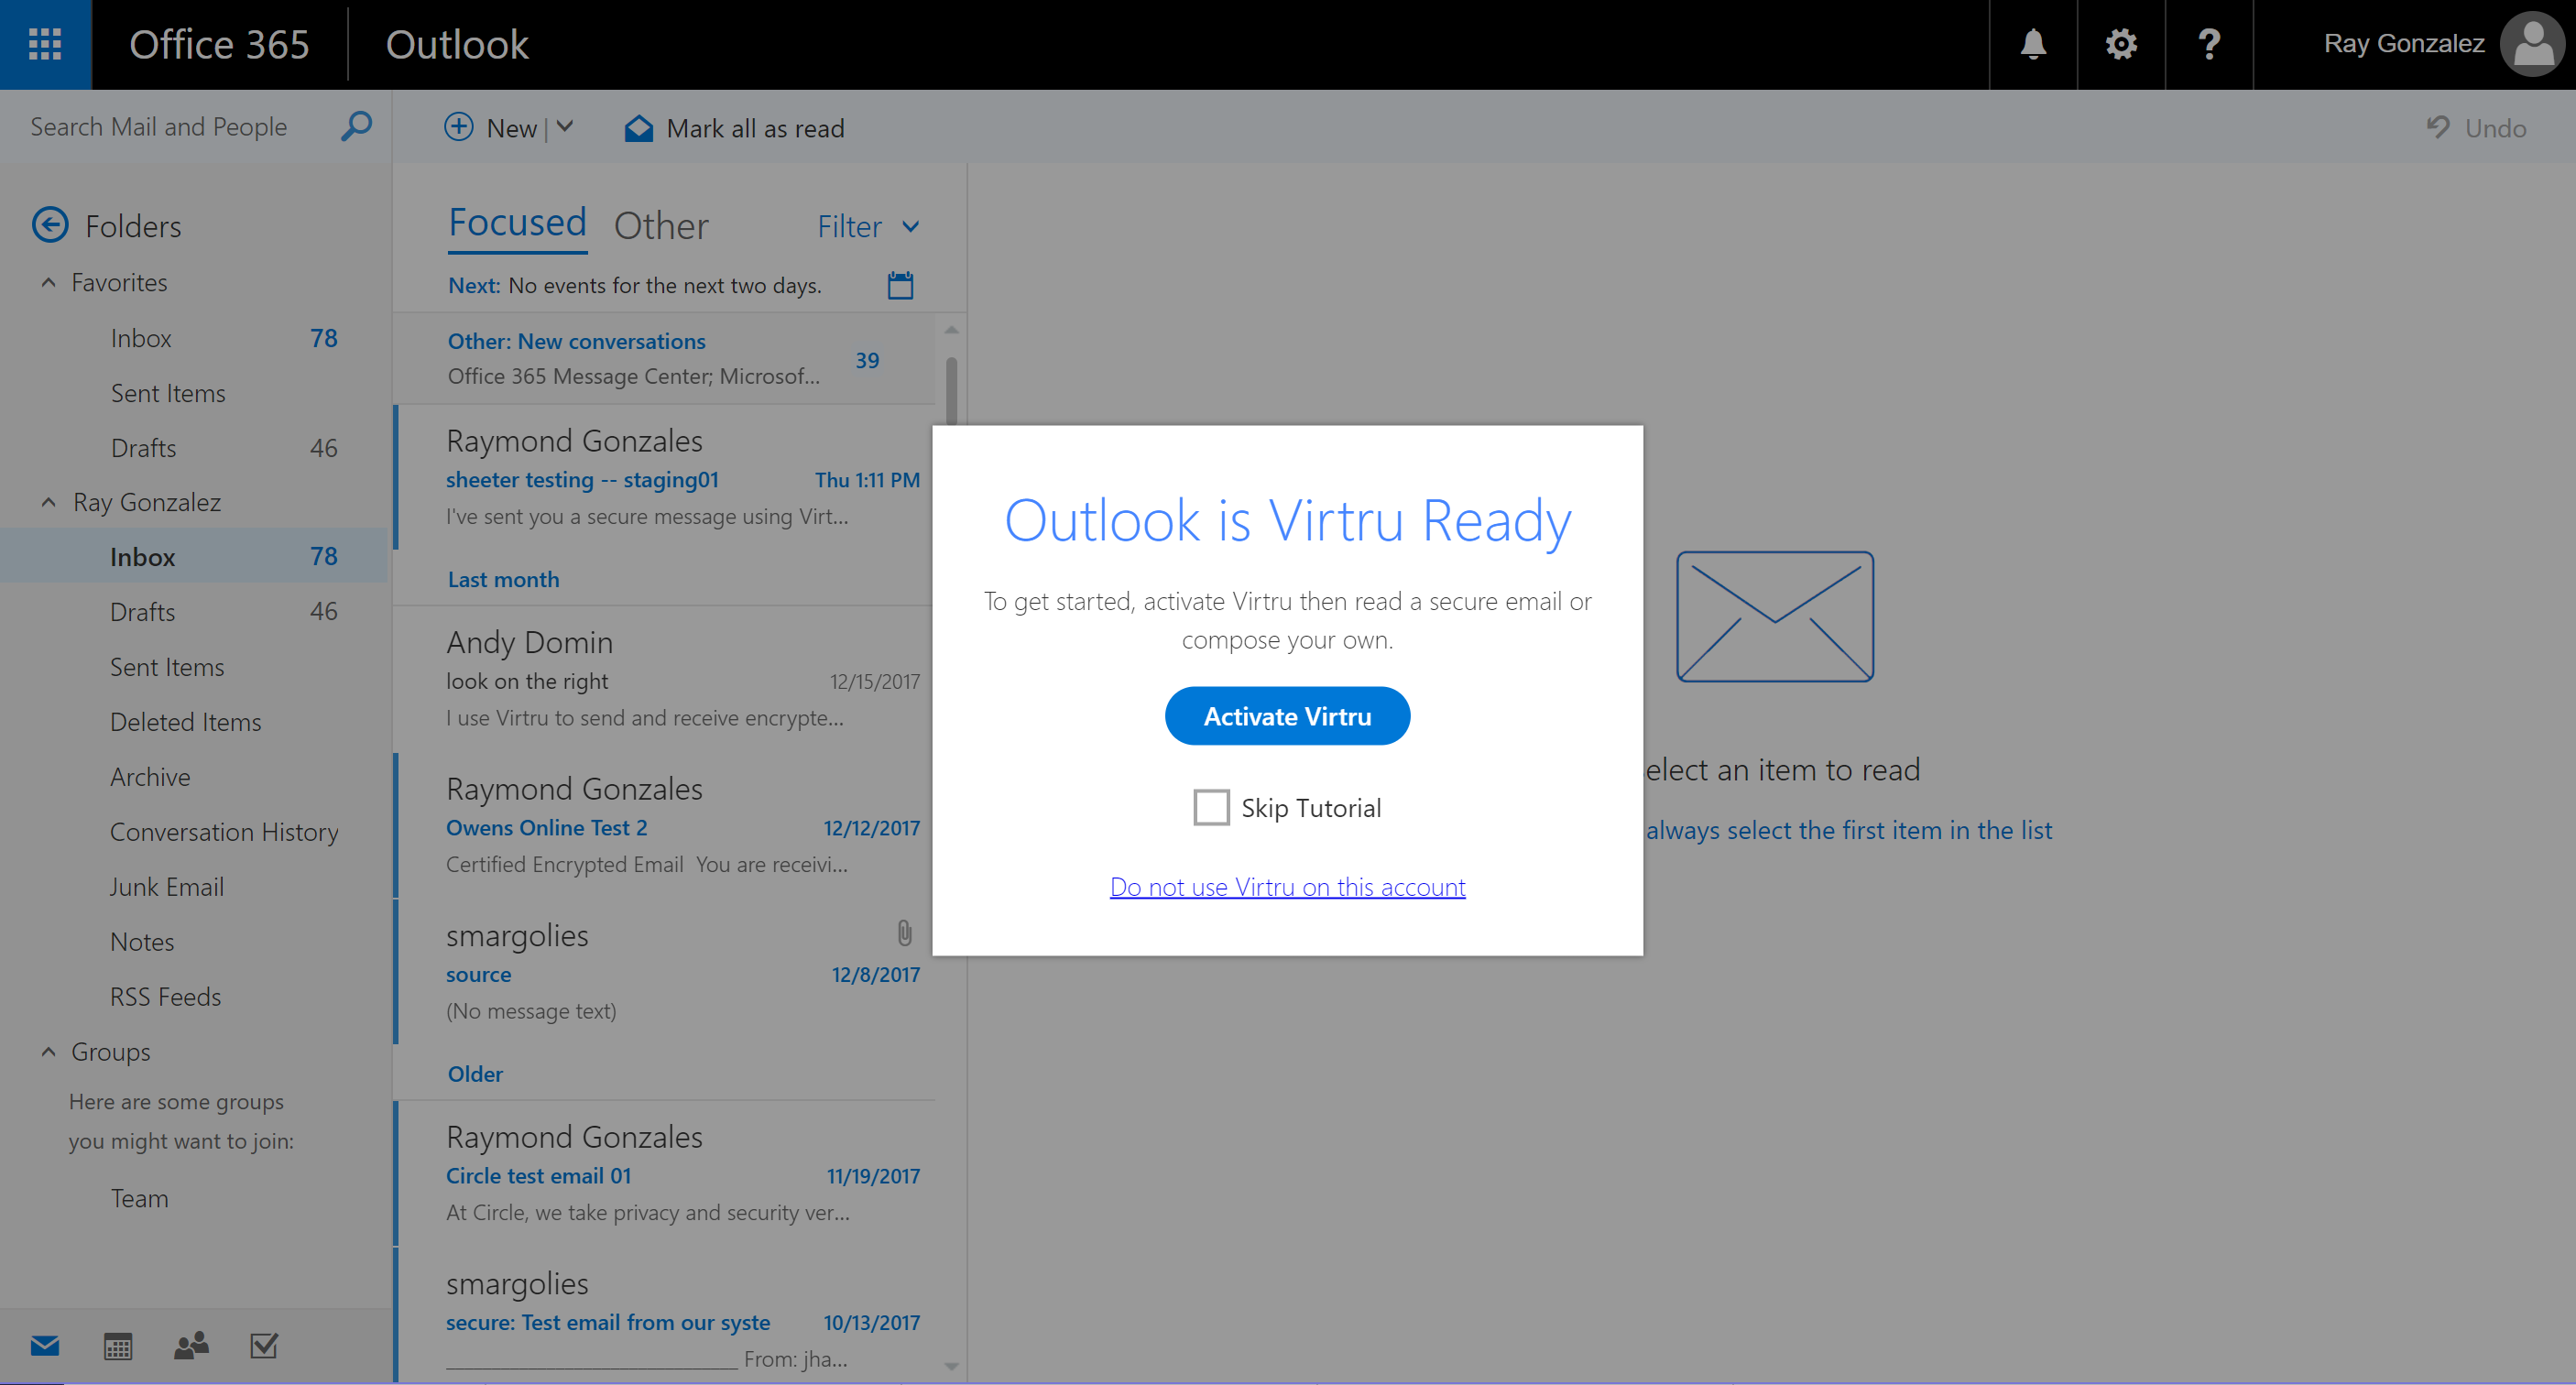 Office 365
Outlook
?
Ray Gonzalez
Search Mail and People
New
Mark all as read
Undo
Folders
Favorites
Inbox 78
Sent Items
Drafts 46
Ray Gonzalez
Inbox 78
Drafts 46
Sent Items
Deleted Items
Archive
Conversation History
Junk Email
Notes
RSS Feeds
Groups
Here are some groups
you might want to join:
Team
Focused Other Filter
Next: No events for the next two days.
Other: New conversations
39
Office 365 Message Center; Microsof...
Raymond Gonzales
sheeter testing -- staging01 Thu 1:11 PM
I've sent you a secure message using Virt...
Last month
Andy Domin
look on the right 12/15/2017
I use Virtru to send and receive encrypte...
Raymond Gonzales
Owens Online Test 2 12/12/2017
Certified Encrypted Email You are receivi...
smargolies
source 12/8/2017
(No message text)
Older
Raymond Gonzales
Circle test email 01 11/19/2017
At Circle, we take privacy and security ver...
smargolies
secure: Test email from our syste 10/13/2017
________________________________ From: jha...
Outlook is Virtru Ready
To get started, activate Virtru then read a secure email or
compose your own.
Activate Virtru
Skip Tutorial
Do not use Virtru on this account
elect an item to read
always select the first item in the list